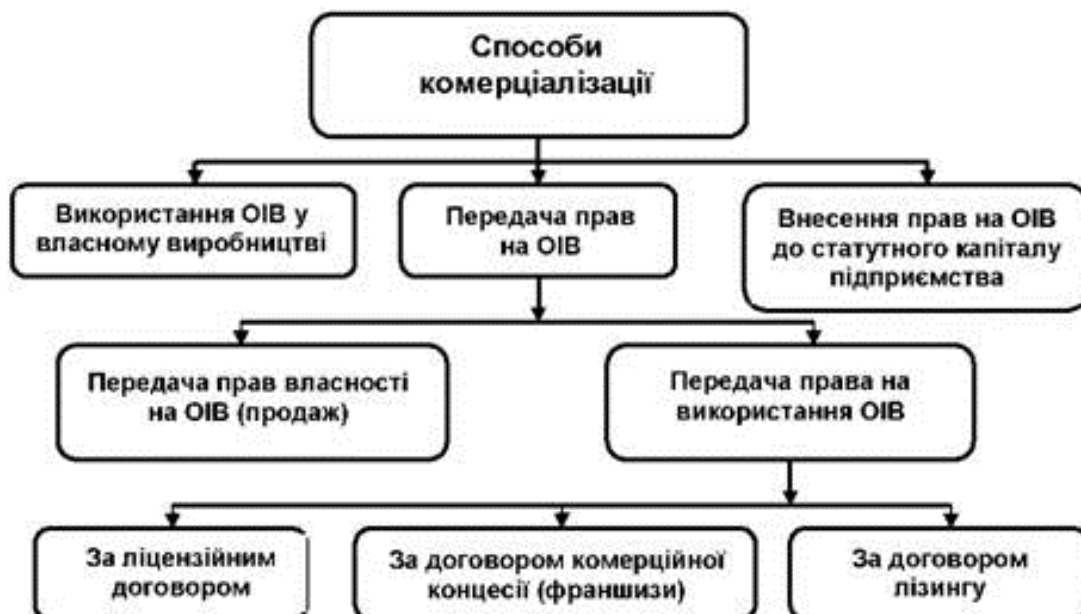 Способи
комерціалізації
Використання ОІВ у
власному виробництві
Передача прав
на ОІВ
Внесення прав на ОІВ
до статутного капіталу
підприємства
Передача прав власності
на ОІВ (продаж)
Передача права на
використання ОІВ
За ліцензійним
договором
За договором комерційної
концесії (франшизи)
За договором
лізингу